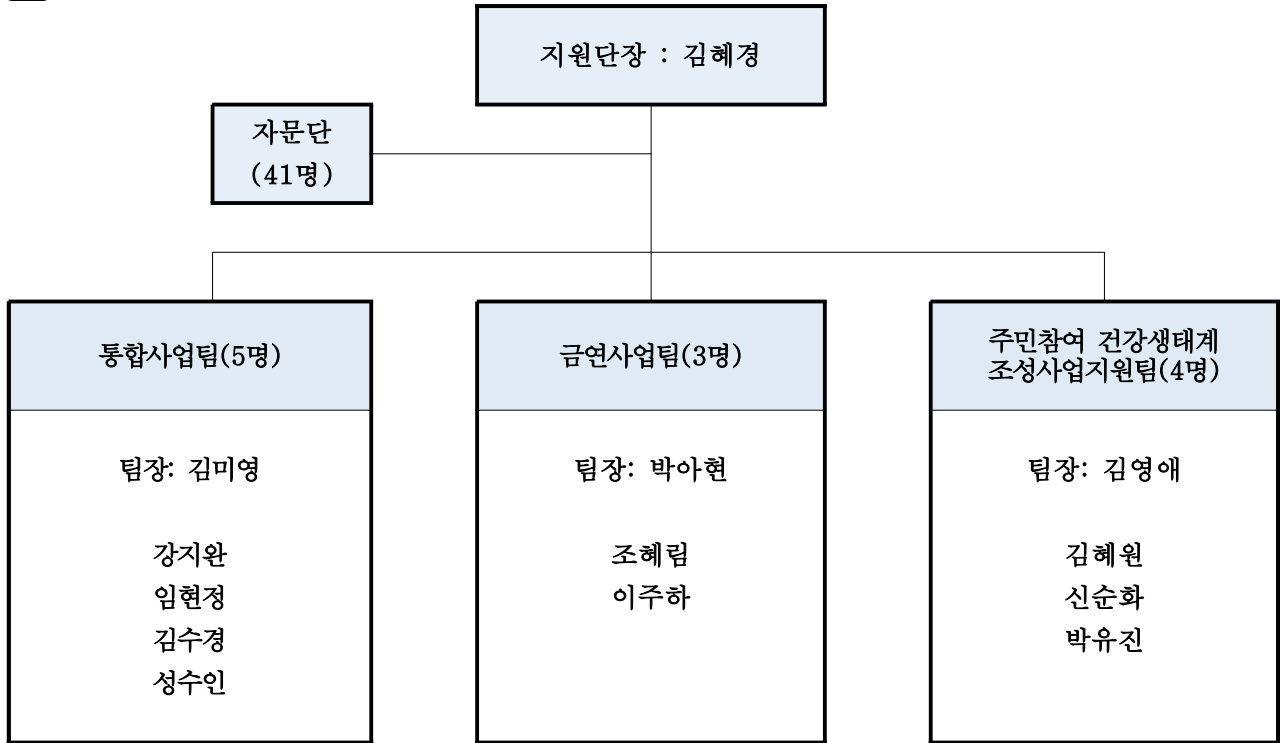 지원단장 : 김혜경
자문단
(41명)
통합사업팀(5명)
팀장: 김미영
강지완
임현정
김수경
성수인
금연사업팀(3명)
팀장: 박아현
조혜림
이주하
주민참여 건강생태계
조성사업지원팀(4명)
팀장: 김영애
김혜원
신순화
박유진